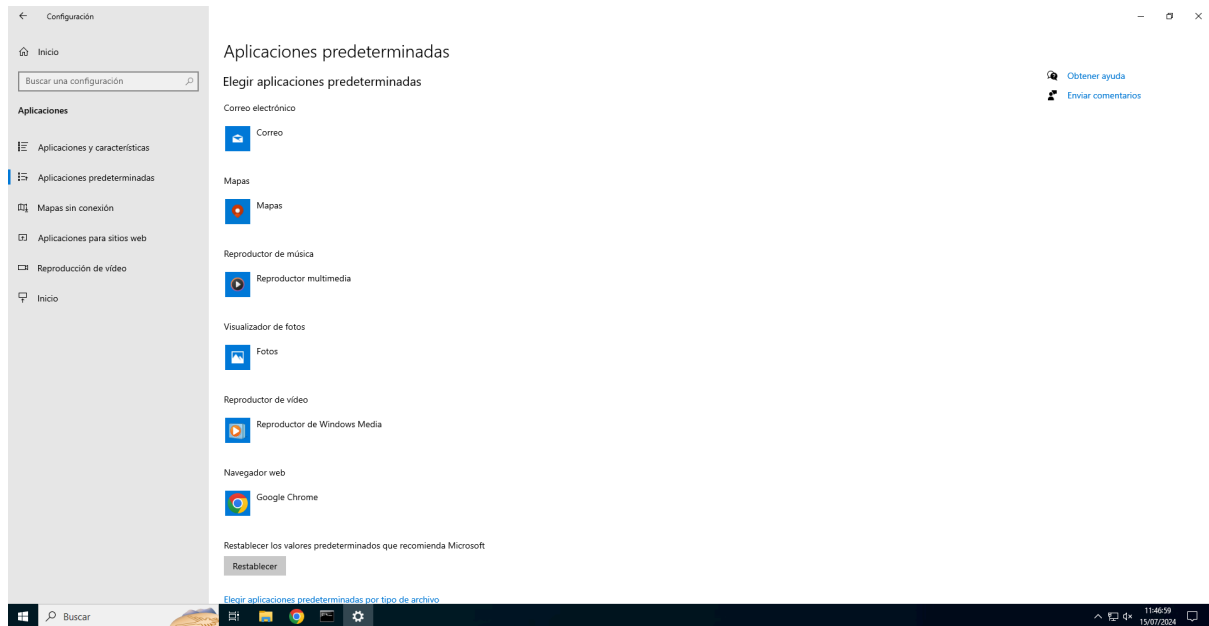 Configuración
Inicio
Buscar una configuración
Aplicaciones
Aplicaciones y características
Aplicaciones predeterminadas
Mapas sin conexión
Aplicaciones para sitios web
Reproducción de vídeo
Inicio
Aplicaciones predeterminadas
Elegir aplicaciones predeterminadas
Correo electrónico
Correo
Mapas
Mapas
Reproductor de música
Reproductor multimedia
Visualizador de fotos
Fotos
Reproductor de vídeo
Reproductor de Windows Media
Navegador web
Google Chrome
Restablecer los valores predeterminados que recomienda Microsoft
Restablecer
Elegir aplicaciones predeterminadas por tipo de archivo
Obtener ayuda
Enviar comentarios
Buscar
11:46:59
15/07/2024